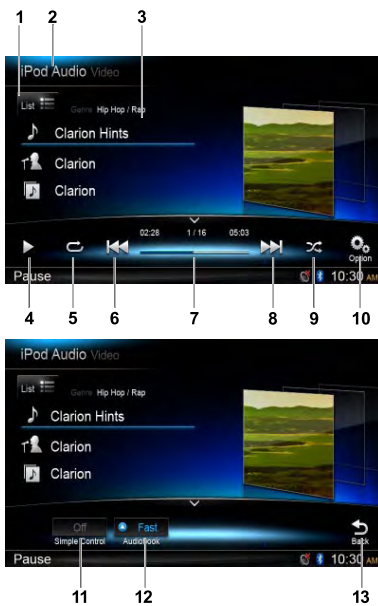 1 2 3
iPod Audio Video
List Genre Hip Hop / Rap
Clarion Hints
Clarion
Clarion
02:28 1 / 16 05:03
Option
Pause 10:30 AM
4 5 6 7 8 9 10
iPod Audio Video
List Genre Hip Hop / Rap
Clarion Hints
Clarion
Clarion
Off Fast
Simple Control Audiobook Back
Pause 10:30 AM
11 12 13